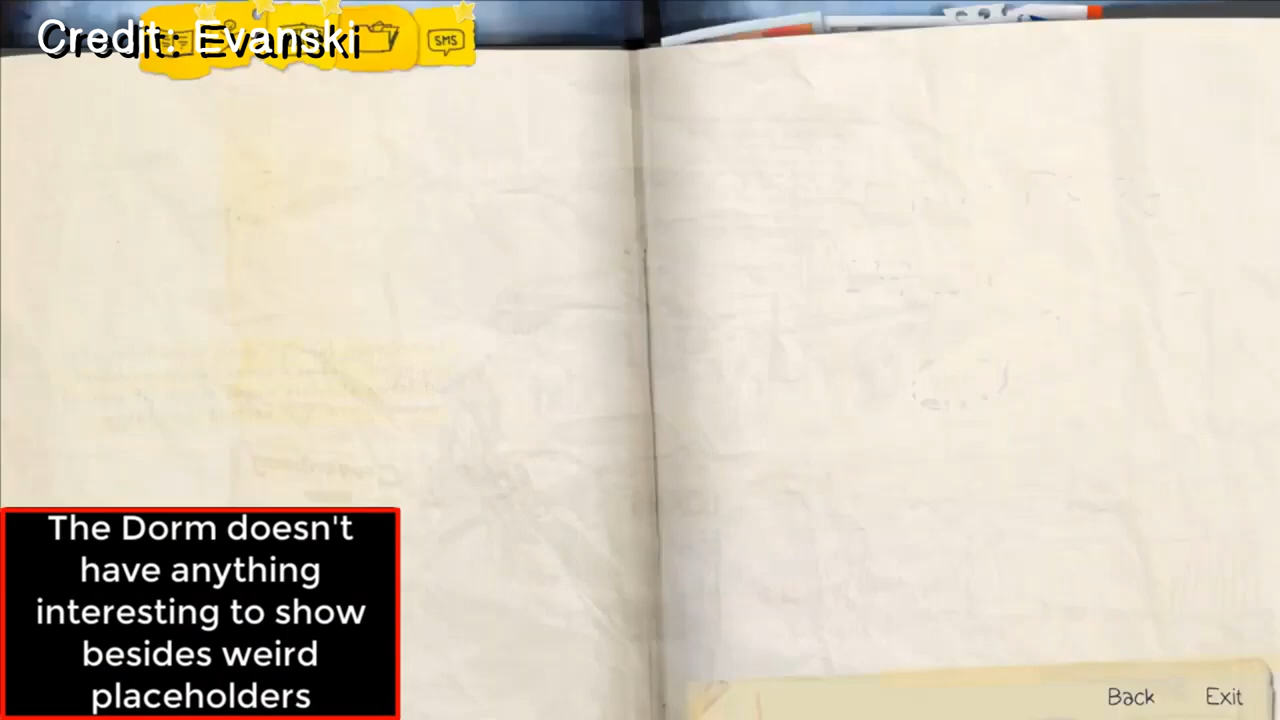 Credit: Evanski
SMS
The Dorm doesn't
have anything
interesting to show
besides weird
placeholders
Back Exit